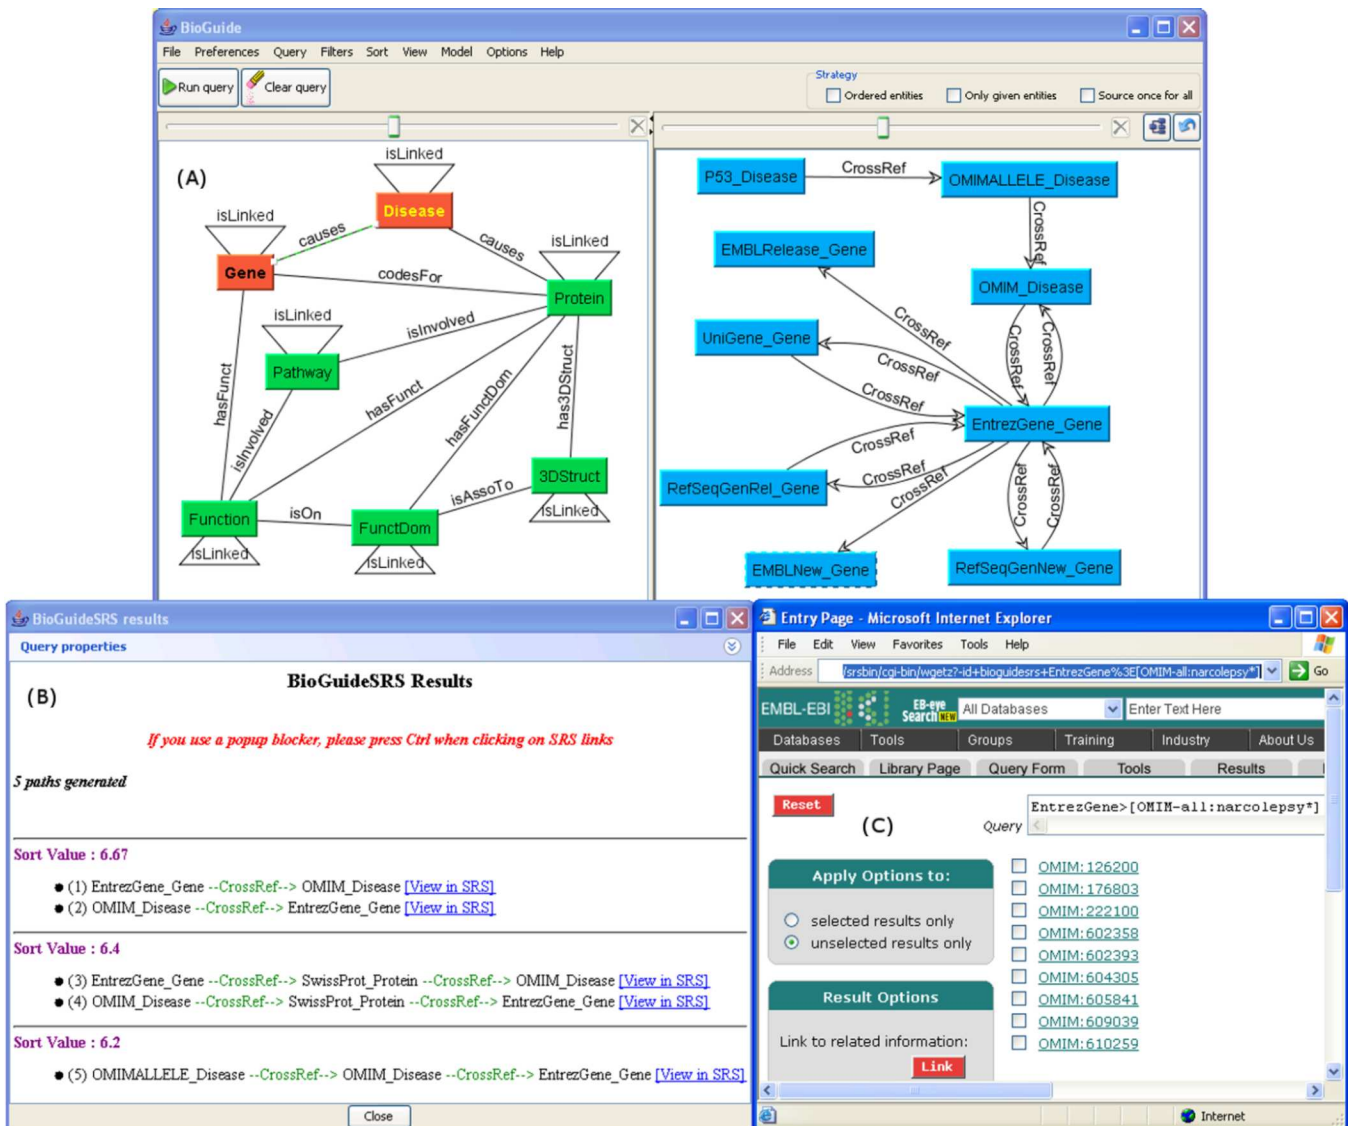 BioGuide
File Preferences Query Filters Sort View Model Options Help
Run query Clear query
Strategy
Ordered entities Only given entities Source once for all
(A)
isLinked
Disease
isLinked
causes
causes
isLinked
Gene
codesFor
Protein
isLinked
isInvolved
Pathway
hasFunct
hasFunct
hasFunctDom
has3DStruct
isInvolved
3DStruct
isAssoTo
isLinked
Function
isOn
FunctDom
isLinked
isLinked
P53_Disease
CrossRef
OMIMALLELE_Disease
CrossRef
EMBLRelease_Gene
OMIM_Disease
CrossRef
UniGene_Gene
CrossRef
CrossRef
CrossRef
CrossRef
EntrezGene_Gene
CrossRef
CrossRef
RefSeqGenRel_Gene
CrossRef
CrossRef
CrossRef
EMBLNew_Gene
RefSeqGenNew_Gene
BioGuideSRS results
Query properties
BioGuideSRS Results
(B)
If you use a popup blocker, please press Ctrl when clicking on SRS links
5 paths generated
Sort Value : 6.67
(1) EntrezGene_Gene --CrossRef--> OMIM_Disease [View in SRS]
(2) OMIM_Disease --CrossRef--> EntrezGene_Gene [View in SRS]
Sort Value : 6.4
(3) EntrezGene_Gene --CrossRef--> SwissProt_Protein --CrossRef--> OMIM_Disease [View in SRS]
(4) OMIM_Disease --CrossRef--> SwissProt_Protein --CrossRef--> EntrezGene_Gene [View in SRS]
Sort Value : 6.2
(5) OMIMALLELE_Disease --CrossRef--> OMIM_Disease --CrossRef--> EntrezGene_Gene [View in SRS]
Close
Entry Page - Microsoft Internet Explorer
File Edit View Favorites Tools Help
Address /srsbin/cgi-bin/wgetz?-id+bioguidesrs+EntrezGene%3E[OMIM-all:narcolepsy*] Go
EMBL-EBI EB-eye Search NEW All Databases Enter Text Here
Databases Tools Groups Training Industry About Us
Quick Search Library Page Query Form Tools Results
Reset
(C)
Query EntrezGene>[OMIM-all:narcolepsy*]
Apply Options to:
selected results only
unselected results only
Result Options
Link to related information:
Link
OMIM:126200
OMIM:176803
OMIM:222100
OMIM:602358
OMIM:602393
OMIM:604305
OMIM:605841
OMIM:609039
OMIM:610259
Internet